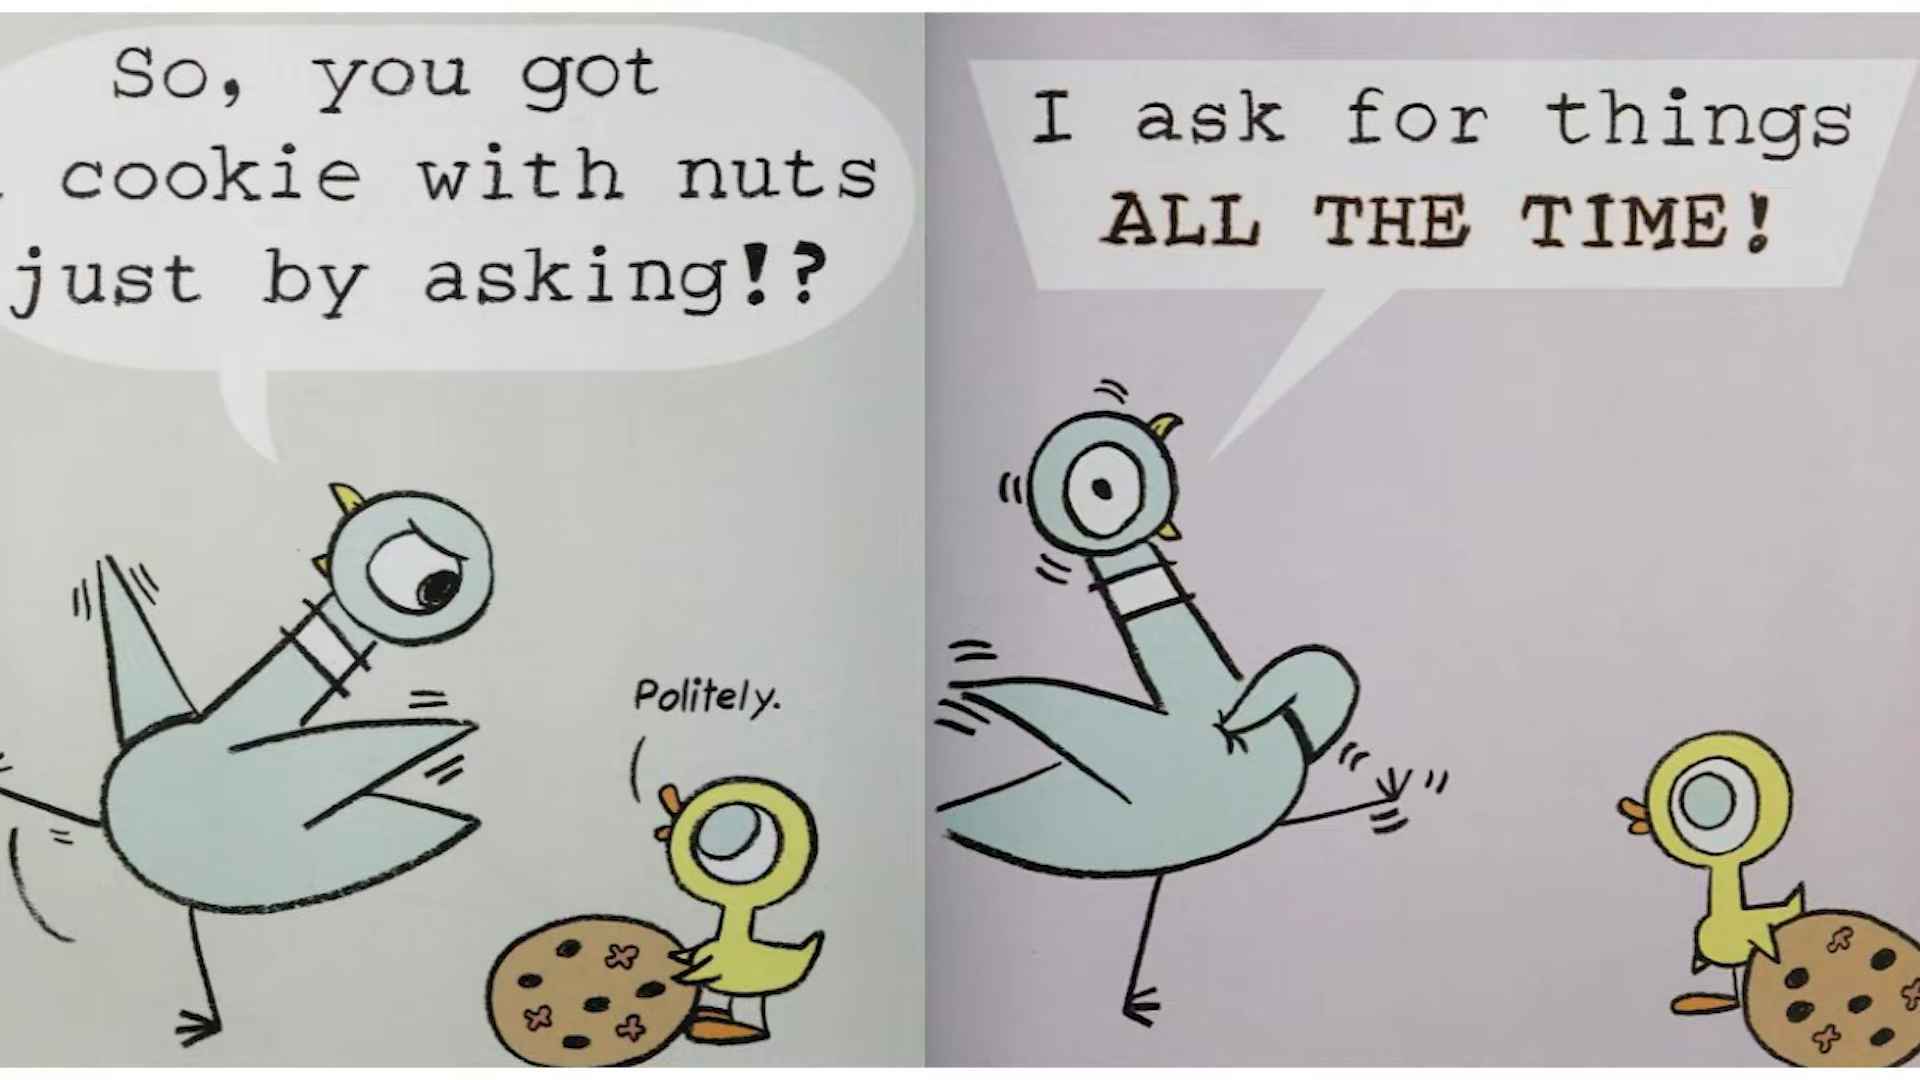 So, you got
cookie with nuts
just by asking!?
Politely.
I ask for things
ALL THE TIME!